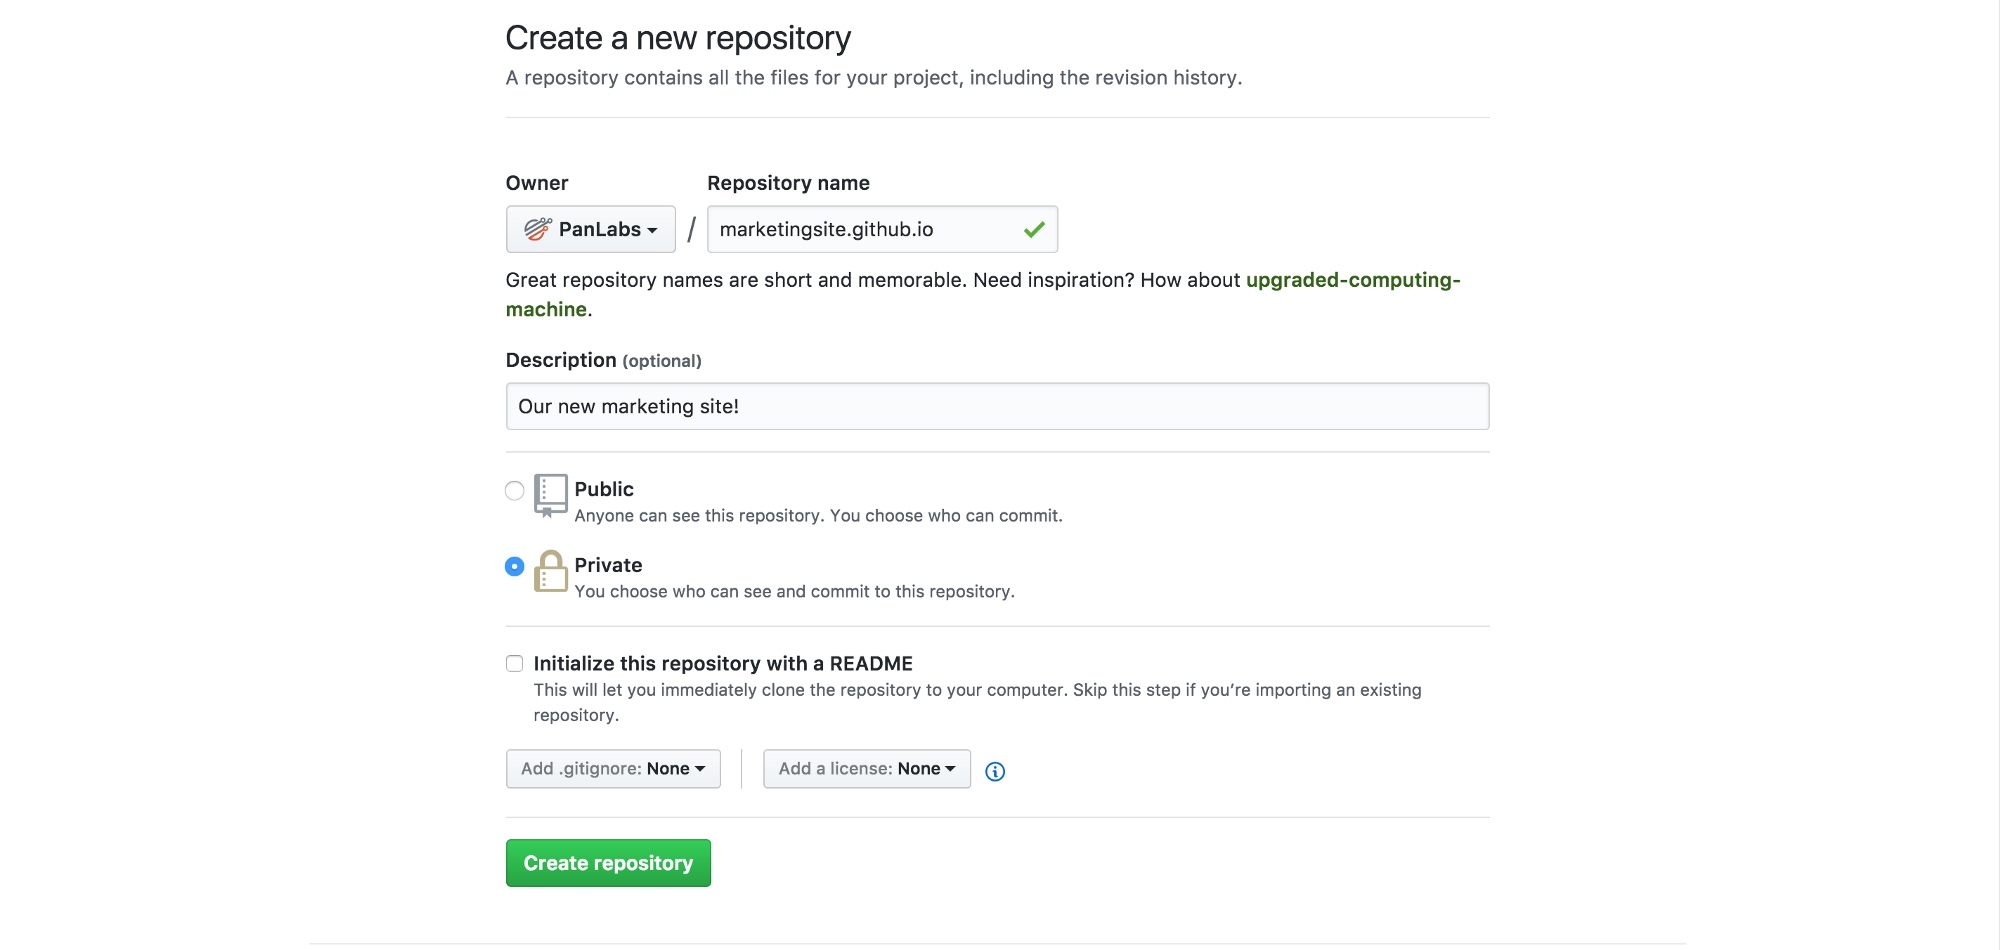 Create a new repository
A repository contains all the files for your project, including the revision history.
Owner
Repository name
PanLabs
/
marketingsite.github.io
Great repository names are short and memorable. Need inspiration? How about upgraded-computing-
machine.
Description (optional)
Our new marketing site!
Public
Anyone can see this repository. You choose who can commit.
Private
You choose who can see and commit to this repository.
Initialize this repository with a README
This will let you immediately clone the repository to your computer. Skip this step if you’re importing an existing
repository.
Add .gitignore: None
Add a license: None
Create repository